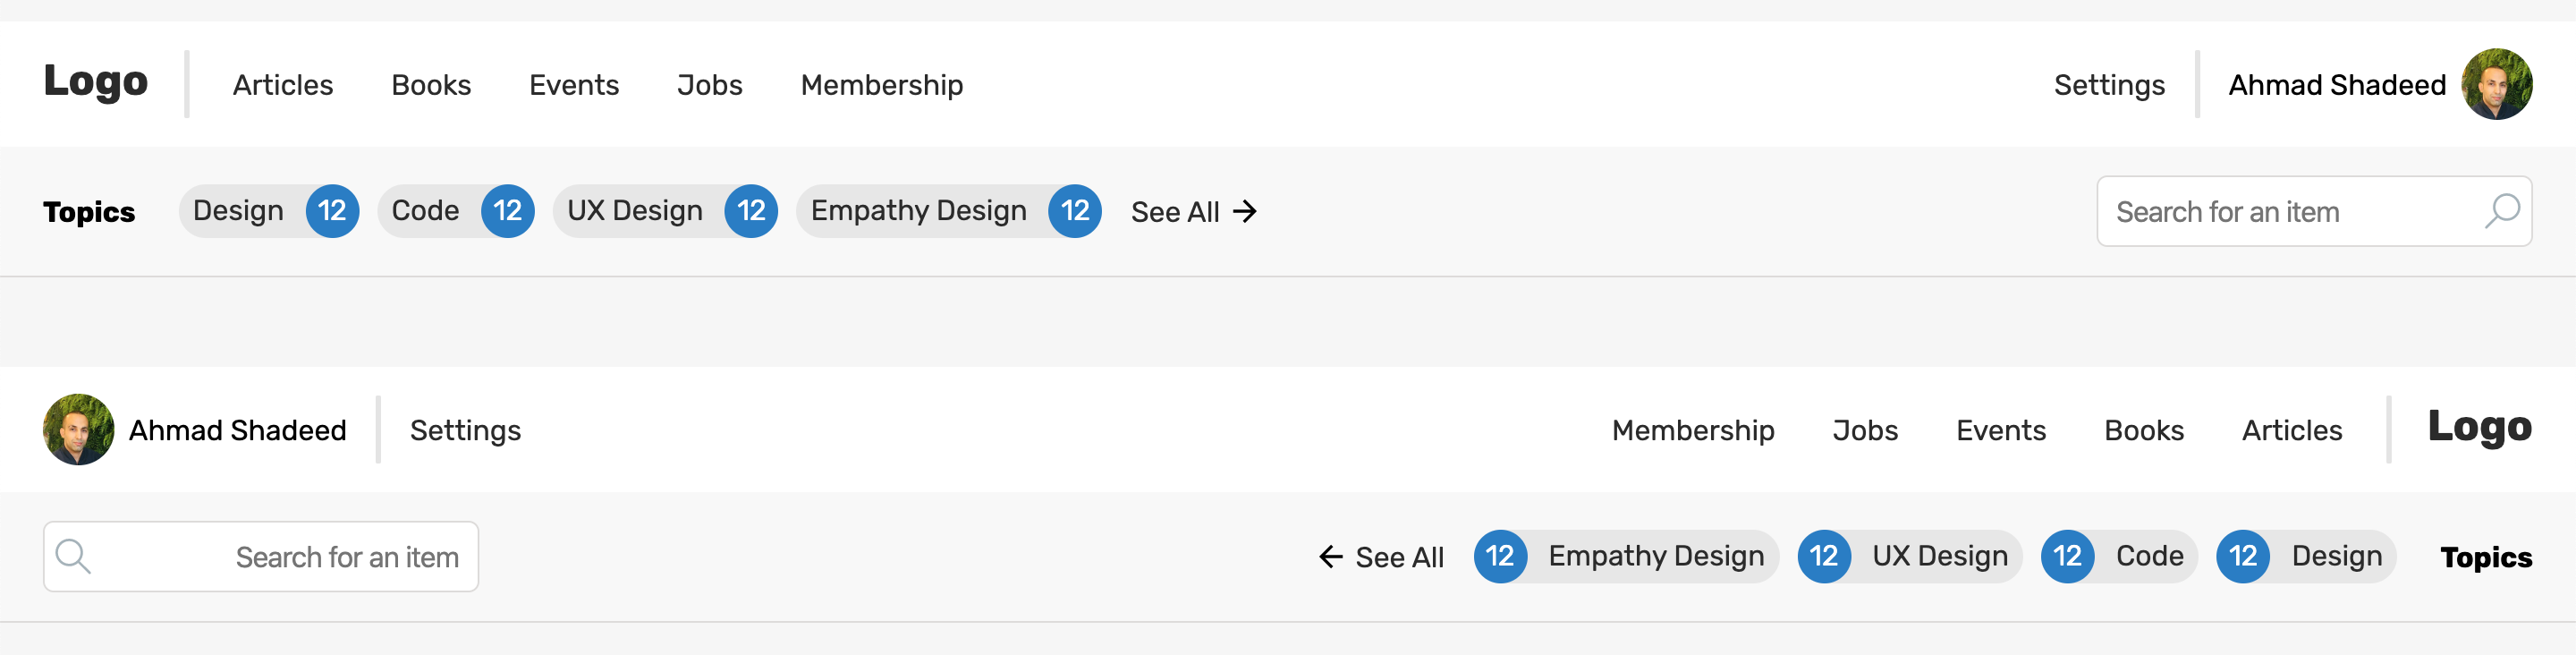 Logo Articles Books Events Jobs Membership Settings Ahmad Shadeed
Topics Design 12 Code 12 UX Design 12 Empathy Design 12 See All → Search for an item
Ahmad Shadeed Settings Membership Jobs Events Books Articles Logo
Search for an item ← See All 12 Empathy Design 12 UX Design 12 Code 12 Design Topics